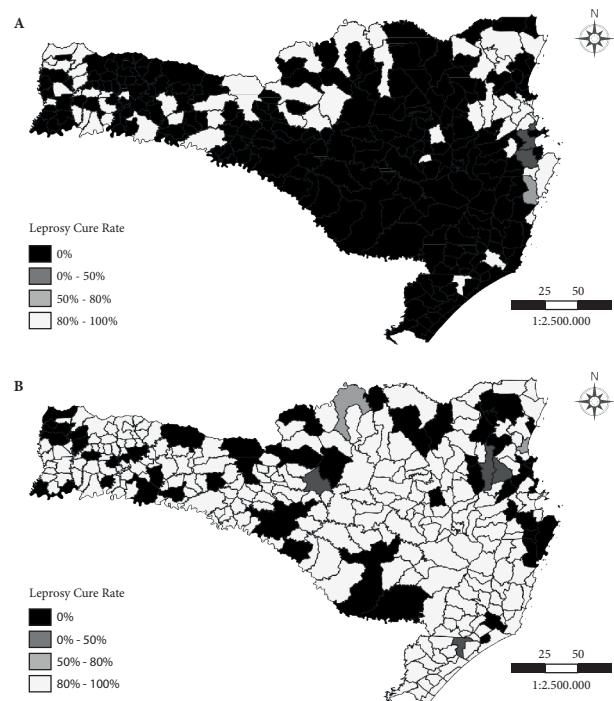 A
N
Leprosy Cure Rate
0%
0% - 50%
50% - 80%
80% - 100%
25 50
1:2.500.000
B
N
Leprosy Cure Rate
0%
0% - 50%
50% - 80%
80% - 100%
25 50
1:2.500.000